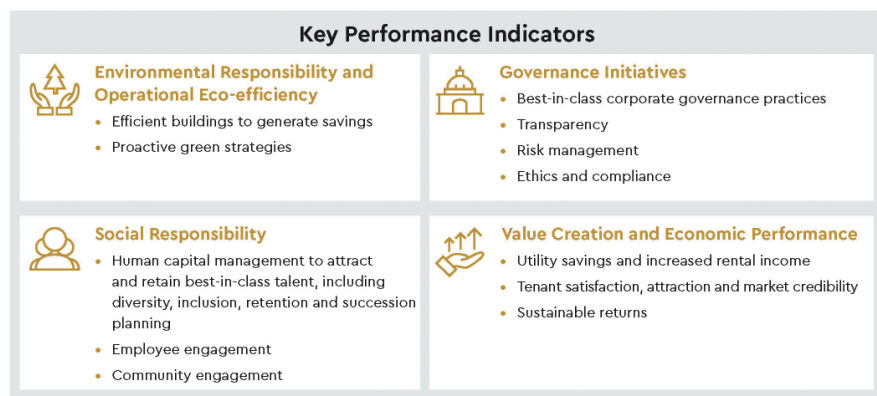 Key Performance Indicators
Environmental Responsibility and
Operational Eco-efficiency
• Efficient buildings to generate savings
• Proactive green strategies
Governance Initiatives
• Best-in-class corporate governance practices
• Transparency
• Risk management
• Ethics and compliance
Social Responsibility
• Human capital management to attract
and retain best-in-class talent, including
diversity, inclusion, retention and succession
planning
• Employee engagement
• Community engagement
Value Creation and Economic Performance
• Utility savings and increased rental income
• Tenant satisfaction, attraction and market credibility
• Sustainable returns